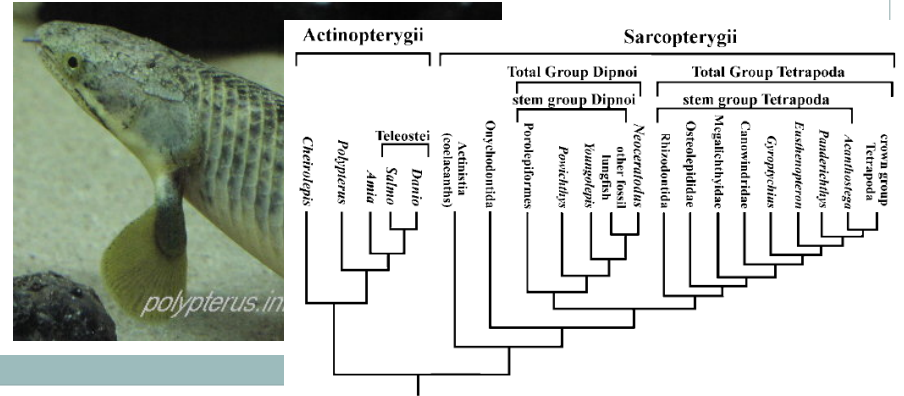 Actinopterygii
Sarcopterygii
Total Group Dipnoi
Total Group Tetrapoda
stem group Dipnoi
stem group Tetrapoda
Teleostei
Cheirolepis
Polypterus
Amia
Salmo
Danio
Actinistia
(coelacanths)
Onychodontida
Porolepiformes
Powichthys
Youngolepis
other fossil
lungfish
Neoceratodus
Rhizodontida
Osteolepididae
Megalichthyidae
Canowindridae
Gyroptychius
Eusthenopteron
Panderichthys
Acanthostega
crown group
Tetrapoda
polypterus.in